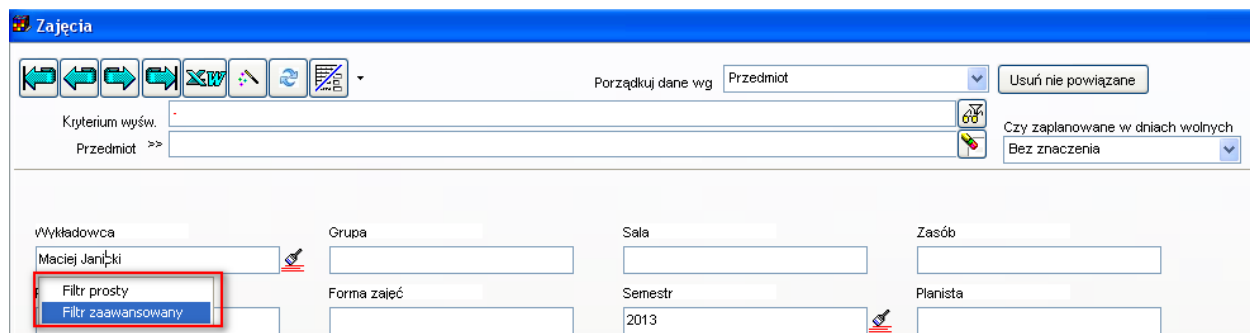 Zajęcia
XW
Porządkuj dane wg Przedmiot Usuń nie powiązane
Kryterium wyśw. -
Czy zaplanowane w dniach wolnych
Przedmiot >>
Bez znaczenia
Wykładowca Grupa Sala Zasób
Maciej Janicki
Filtr prosty Forma zajęć Semestr Planista
Filtr zaawansowany 2013